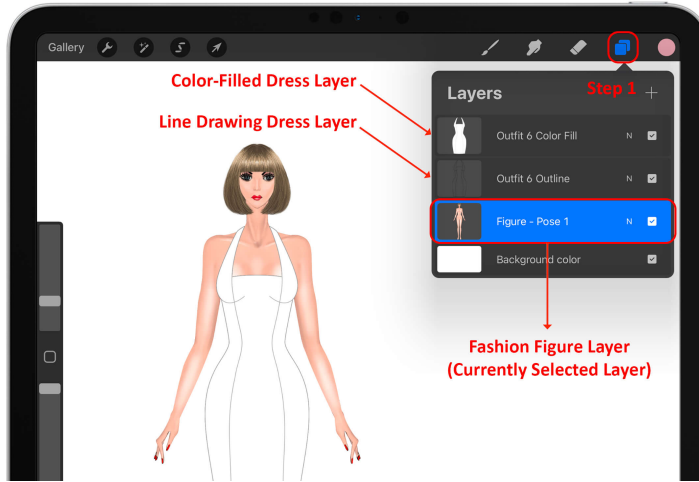 Gallery
Color-Filled Dress Layer
Line Drawing Dress Layer
Layers
Step 1
Outfit 6 Color Fill N
Outfit 6 Outline N
Figure - Pose 1 N
Background color
Fashion Figure Layer
(Currently Selected Layer)